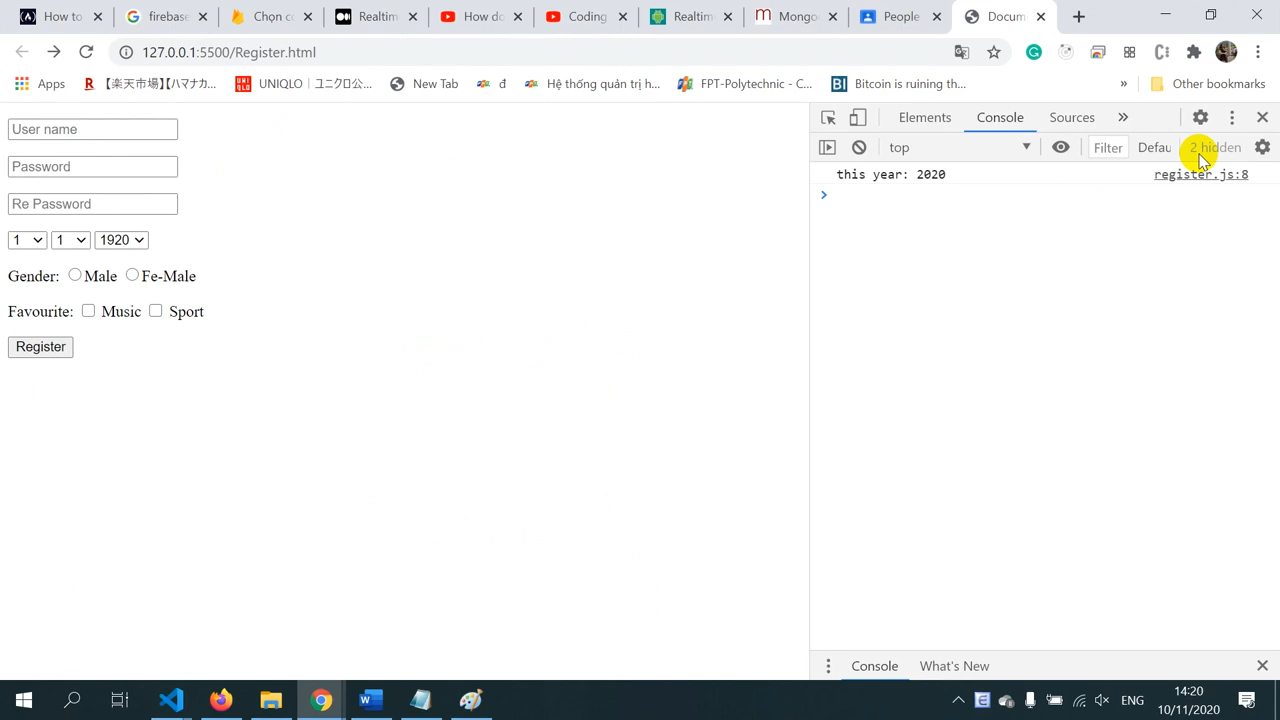 How to
firebase
Chọn c
Realtim
How do
Coding
Realtim
Mongo
People
Docum
127.0.0.1:5500/Register.html
Apps
【楽天市場】【ハマナカ...
UNIQLO | ユニクロ公...
New Tab
đ
Hệ thống quản trị h...
FPT-Polytechnic - C...
BI
Bitcoin is ruining th...
»
Other bookmarks
User name
Password
Re Password
1
1
1920
Gender: Male Fe-Male
Favourite: Music Sport
Register
Elements
Console
Sources
»
top
Filter
Defau
2 hidden
this year: 2020
register.js:8
Console
What's New
ENG
14:20
10/11/2020